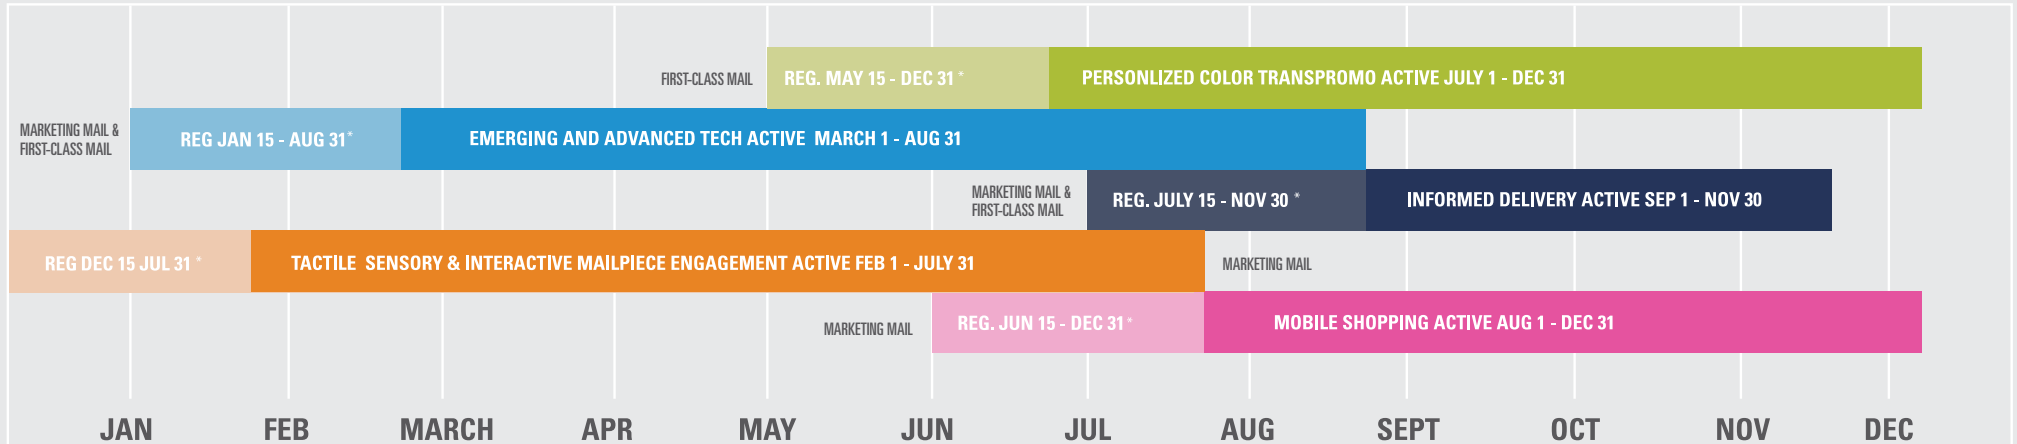 FIRST-CLASS MAIL
REG. MAY 15 - DEC 31 *
PERSONLIZED COLOR TRANSPROMO ACTIVE JULY 1 - DEC 31
MARKETING MAIL &
FIRST-CLASS MAIL
REG JAN 15 - AUG 31*
EMERGING AND ADVANCED TECH ACTIVE MARCH 1 - AUG 31
MARKETING MAIL &
FIRST-CLASS MAIL
REG. JULY 15 - NOV 30 *
INFORMED DELIVERY ACTIVE SEP 1 - NOV 30
REG DEC 15 JUL 31 *
TACTILE SENSORY & INTERACTIVE MAILPIECE ENGAGEMENT ACTIVE FEB 1 - JULY 31
MARKETING MAIL
MARKETING MAIL
REG. JUN 15 - DEC 31 *
MOBILE SHOPPING ACTIVE AUG 1 - DEC 31
JAN FEB MARCH APR MAY JUN JUL AUG SEPT OCT NOV DEC